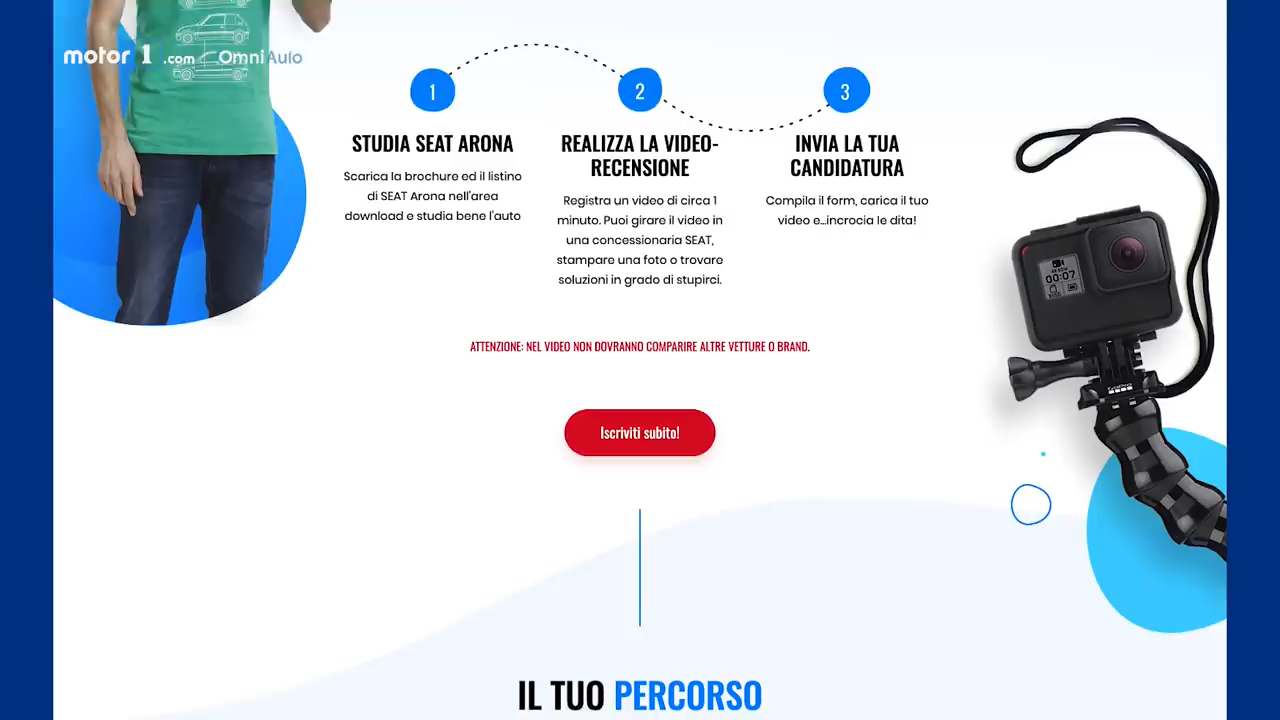 motor1.com OmniAuto
1
2
3
STUDIA SEAT ARONA
Scarica la brochure ed il listino
di SEAT Arona nell'area
download e studia bene l'auto
REALIZZA LA VIDEO-
RECENSIONE
Registra un video di circa 1
minuto. Puoi girare il video in
una concessionaria SEAT,
stampare una foto o trovare
soluzioni in grado di stupirci.
INVIA LA TUA
CANDIDATURA
Compila il form, carica il tuo
video e...incrocia le dita!
00:07
GoPro
ATTENZIONE: NEL VIDEO NON DOVRANNO COMPARIRE ALTRE VETTURE O BRAND.
Iscriviti subito!
IL TUO PERCORSO